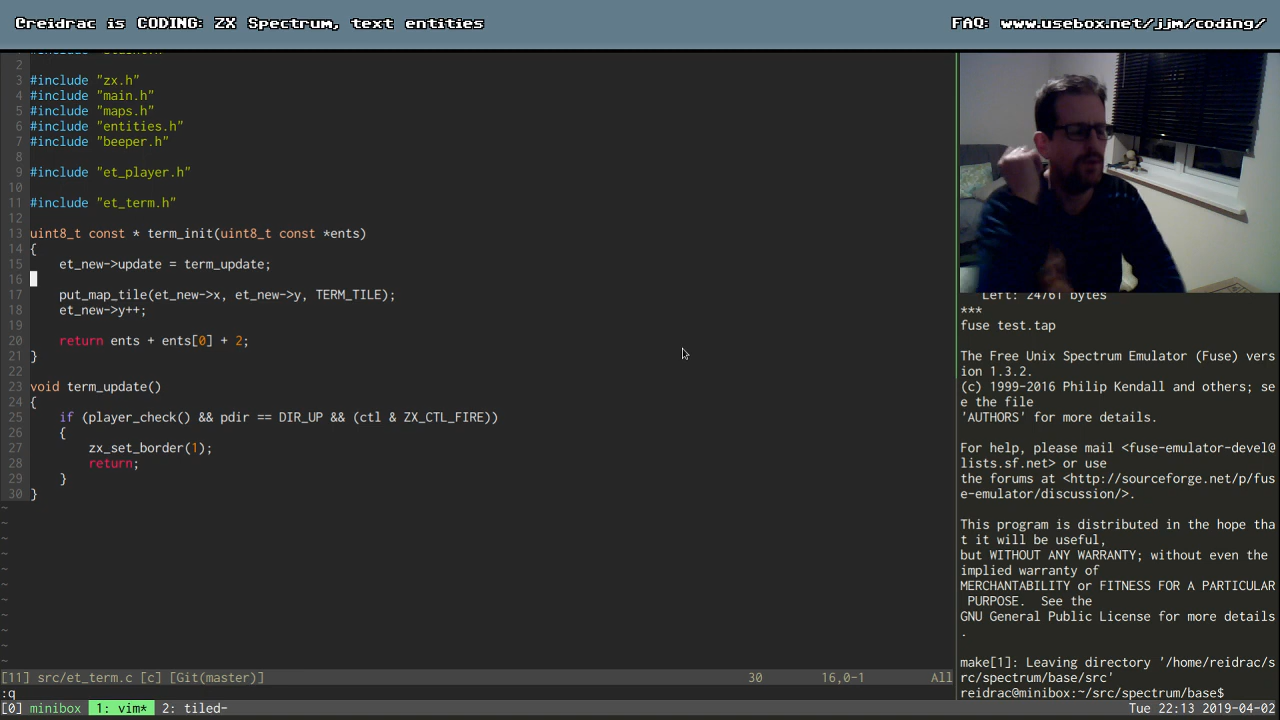 Creidrac is CODING: ZX Spectrum, text entities
FAQ: www.usebox.net/jjm/coding/
2
3 #include "zx.h"
4 #include "main.h"
5 #include "maps.h"
6 #include "entities.h"
7 #include "beeper.h"
8
9 #include "et_player.h"
10
11 #include "et_term.h"
12
13 uint8_t const * term_init(uint8_t const *ents)
14 {
15     et_new->update = term_update;
16
17     put_map_tile(et_new->x, et_new->y, TERM_TILE);
18     et_new->y++;
19
20     return ents + ents[0] + 2;
21 }
22
23 void term_update()
24 {
25     if (player_check() && pdir == DIR_UP && (ctl & ZX_CTL_FIRE))
26     {
27         zx_set_border(1);
28         return;
29     }
30 }
~
~
~
~
~
~
~
~
~
~
~
[11] src/et_term.c [c] [Git(master)] 30 16,0-1 All
:q
Left: 24761 bytes
***
fuse test.tap
The Free Unix Spectrum Emulator (Fuse) vers
ion 1.3.2.
(c) 1999-2016 Philip Kendall and others; se
e the file
'AUTHORS' for more details.
For help, please mail <fuse-emulator-devel@
lists.sf.net> or use
the forums at <http://sourceforge.net/p/fus
e-emulator/discussion/>.
This program is distributed in the hope tha
t it will be useful,
but WITHOUT ANY WARRANTY; without even the
implied warranty of
MERCHANTABILITY or FITNESS FOR A PARTICULAR
PURPOSE.  See the
GNU General Public License for more details
.
make[1]: Leaving directory '/home/reidrac/s
rc/spectrum/base/src'
reidrac@minibox:~/src/spectrum/base$
[0] minibox 1: vim* 2: tiled- Tue 22:13 2019-04-02